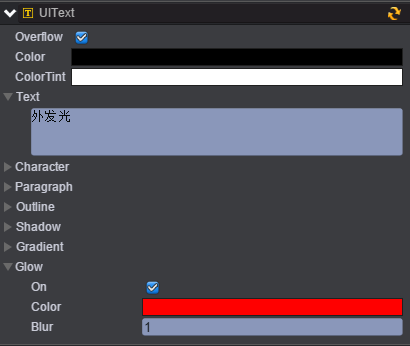 UIText
Overflow
Color
ColorTint
Text
外发光
Character
Paragraph
Outline
Shadow
Gradient
Glow
On
Color
Blur 1